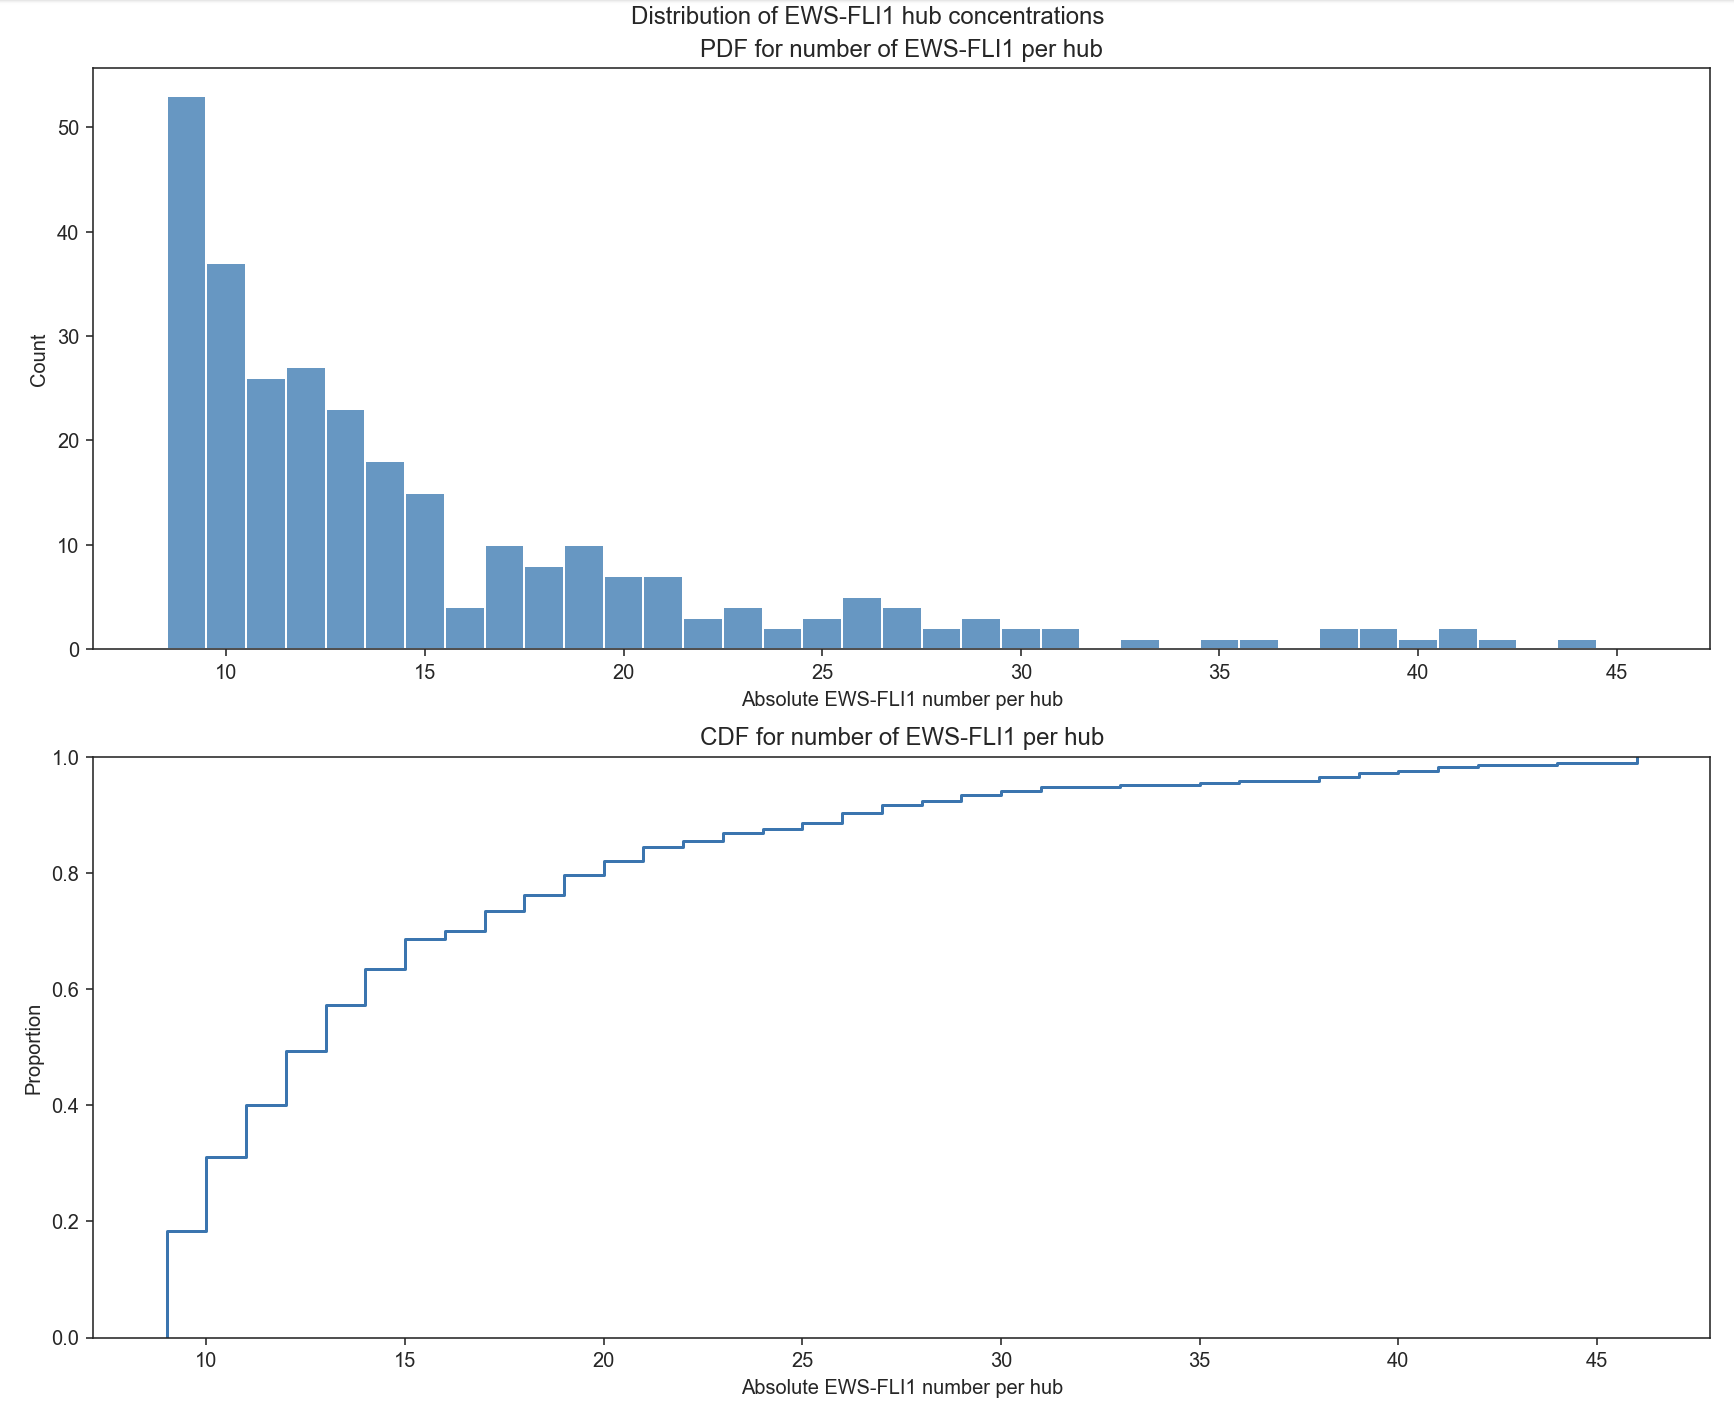 Distribution of EWS-FLI1 hub concentrations
PDF for number of EWS-FLI1 per hub
50
40
30
20
10
0
Count
10 15 20 25 30 35 40 45
Absolute EWS-FLI1 number per hub
CDF for number of EWS-FLI1 per hub
1.0
0.8
0.6
0.4
0.2
0.0
Proportion
10 15 20 25 30 35 40 45
Absolute EWS-FLI1 number per hub